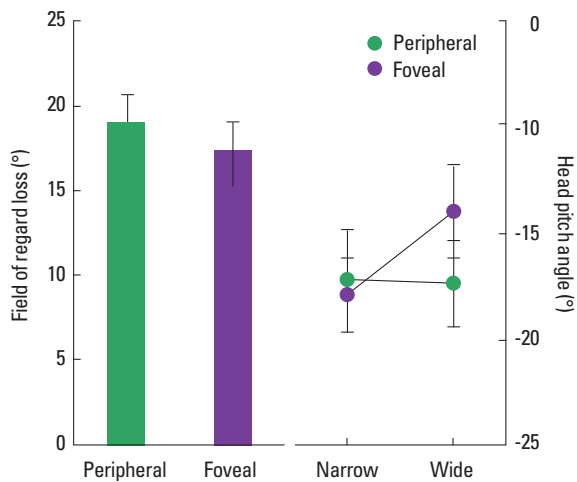 25
20
15
10
5
0
Field of regard loss (°)
Peripheral
Foveal
Peripheral
Foveal
0
-10
-15
-20
-25
Head pitch angle (°)
Narrow
Wide